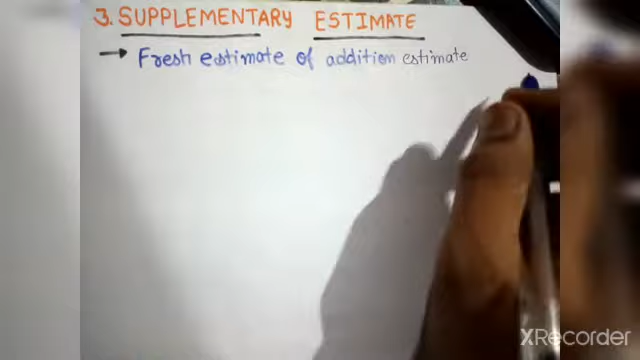 3. SUPPLEMENTARY ESTIMATE
→ Fresh estimate of addition estimate
XRecorder